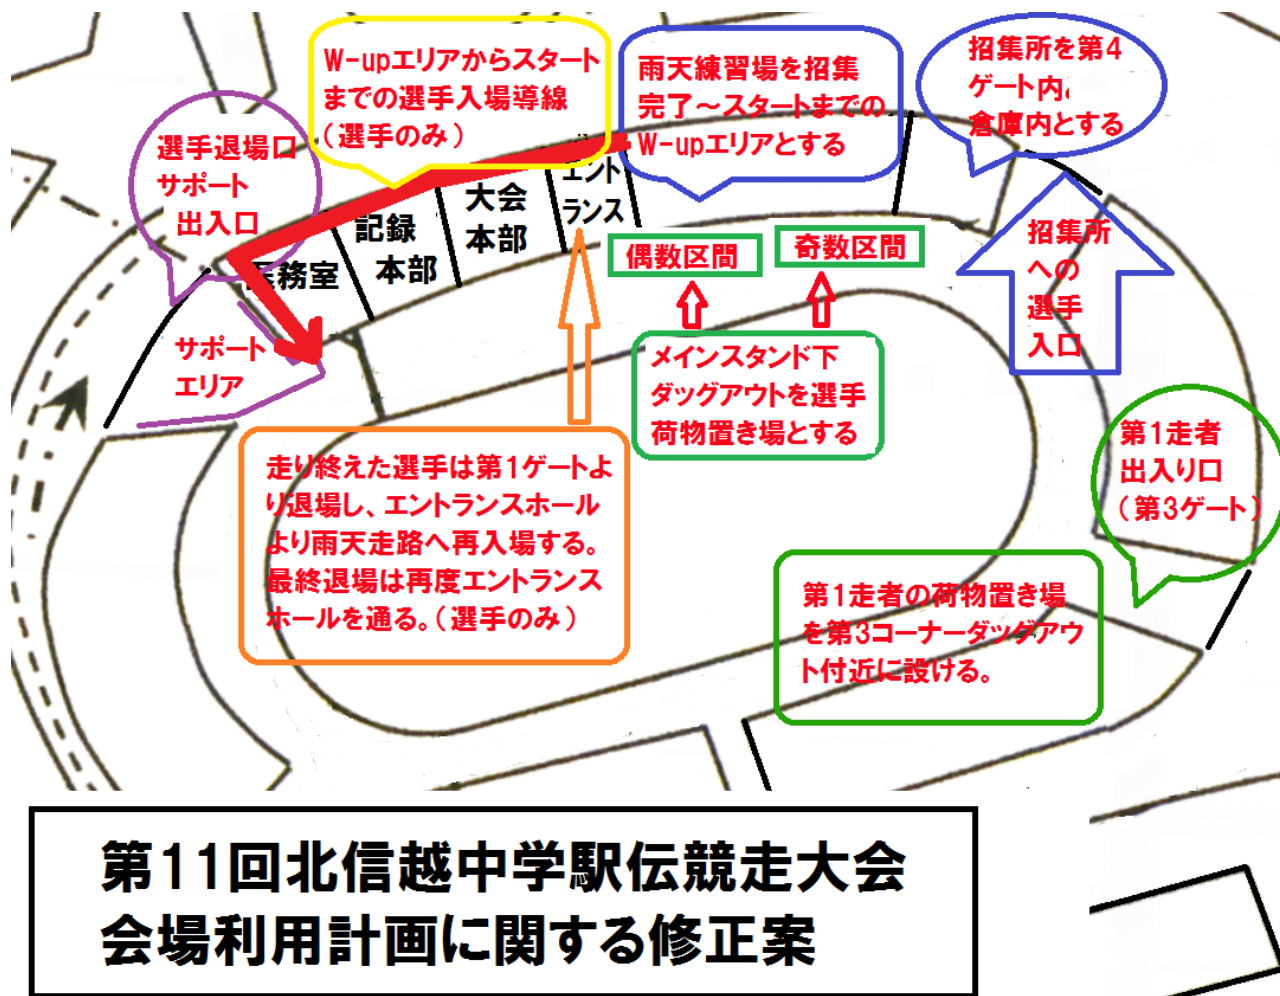 W-upエリアからスタート
までの選手入場導線
(選手のみ)
雨天練習場を招集
完了～スタートまでの
W-upエリアとする
招集所を第4
ゲート内、
倉庫内とする
選手退場口
サポート
出入口
エント
ランス
大会
本部
記録
本部
医務室
偶数区間
奇数区間
招集所
への
選手
入口
サポート
エリア
メインスタンド下
ダッグアウトを選手
荷物置き場とする
第1走者
出入り口
(第3ゲート)
走り終えた選手は第1ゲートよ
り退場し、エントランスホール
より雨天走路へ再入場する。
最終退場は再度エントランス
ホールを通る。(選手のみ)
第1走者の荷物置き場
を第3コーナーダッグアウ
ト付近に設ける。
第11回北信越中学駅伝競走大会
会場利用計画に関する修正案